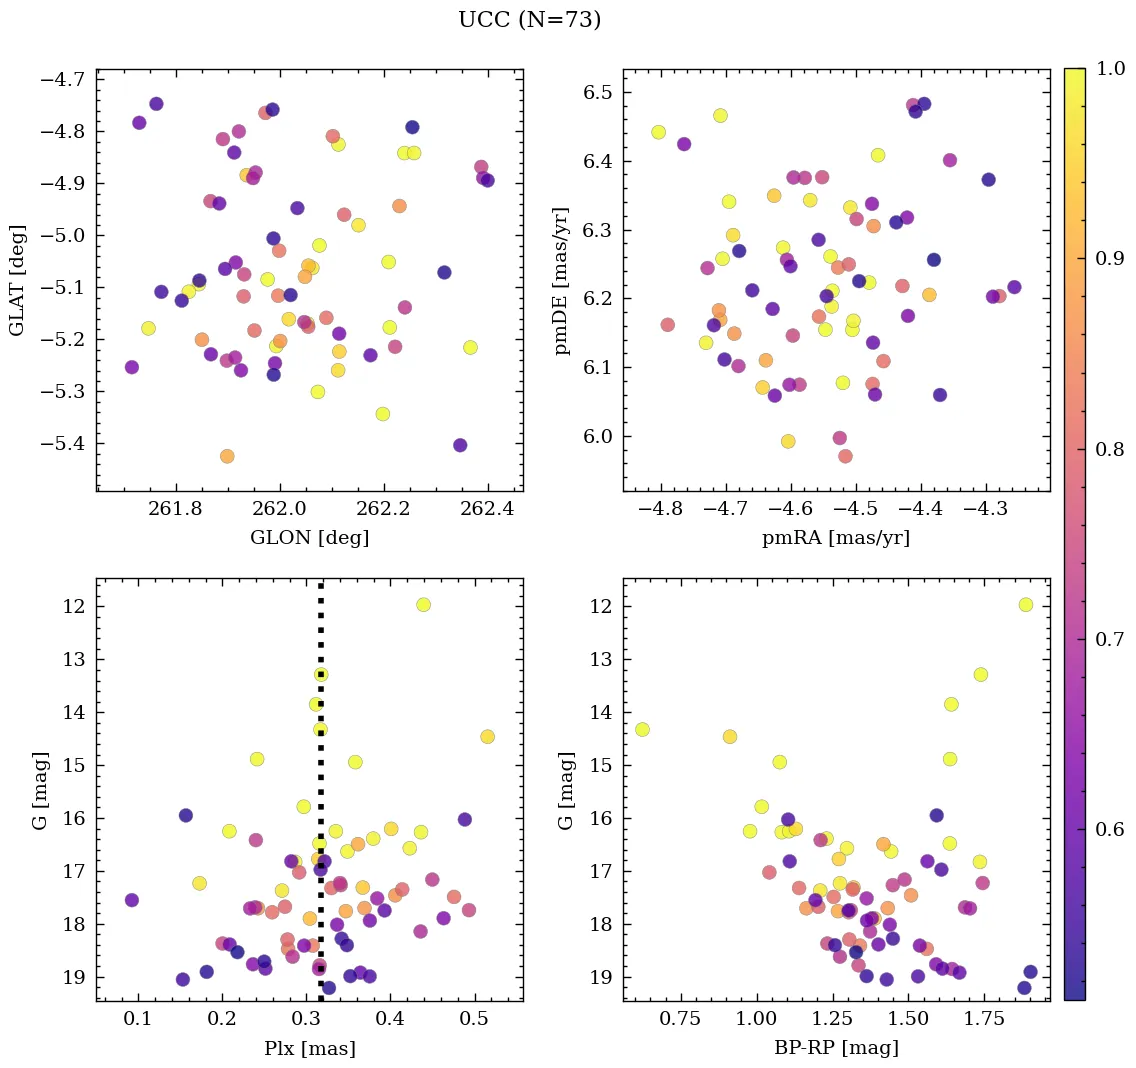 UCC (N=73)
−4.7
−4.8
−4.9
−5.0
−5.1
−5.2
−5.3
−5.4
GLAT [deg]
261.8 262.0 262.2 262.4
GLON [deg]
6.5
6.4
6.3
6.2
6.1
6.0
pmDE [mas/yr]
−4.8 −4.7 −4.6 −4.5 −4.4 −4.3
pmRA [mas/yr]
1.0
0.9
0.8
0.7
0.6
12
13
14
15
16
17
18
19
G [mag]
0.1 0.2 0.3 0.4 0.5
Plx [mas]
12
13
14
15
16
17
18
19
G [mag]
0.75 1.00 1.25 1.50 1.75
BP-RP [mag]